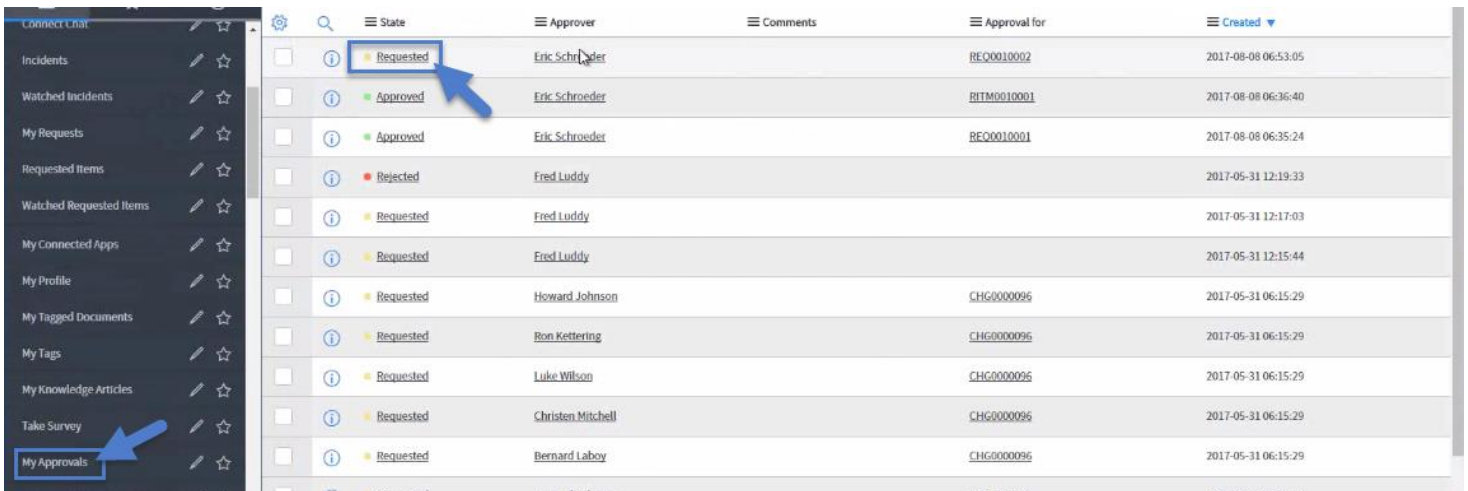 Connect Chat
Incidents
Watched Incidents
My Requests
Requested Items
Watched Requested Items
My Connected Apps
My Profile
My Tagged Documents
My Tags
My Knowledge Articles
Take Survey
My Approvals
State Approver Comments Approval for Created
Requested Eric Schroeder REQ0010002 2017-08-08 06:53:05
Approved Eric Schroeder RITM0010001 2017-08-08 06:36:40
Approved Eric Schroeder REQ0010001 2017-08-08 06:35:24
Rejected Fred Luddy 2017-05-31 12:19:33
Requested Fred Luddy 2017-05-31 12:17:03
Requested Fred Luddy 2017-05-31 12:15:44
Requested Howard Johnson CHG0000096 2017-05-31 06:15:29
Requested Ron Kettering CHG0000096 2017-05-31 06:15:29
Requested Luke Wilson CHG0000096 2017-05-31 06:15:29
Requested Christen Mitchell CHG0000096 2017-05-31 06:15:29
Requested Bernard Laboy CHG0000096 2017-05-31 06:15:29